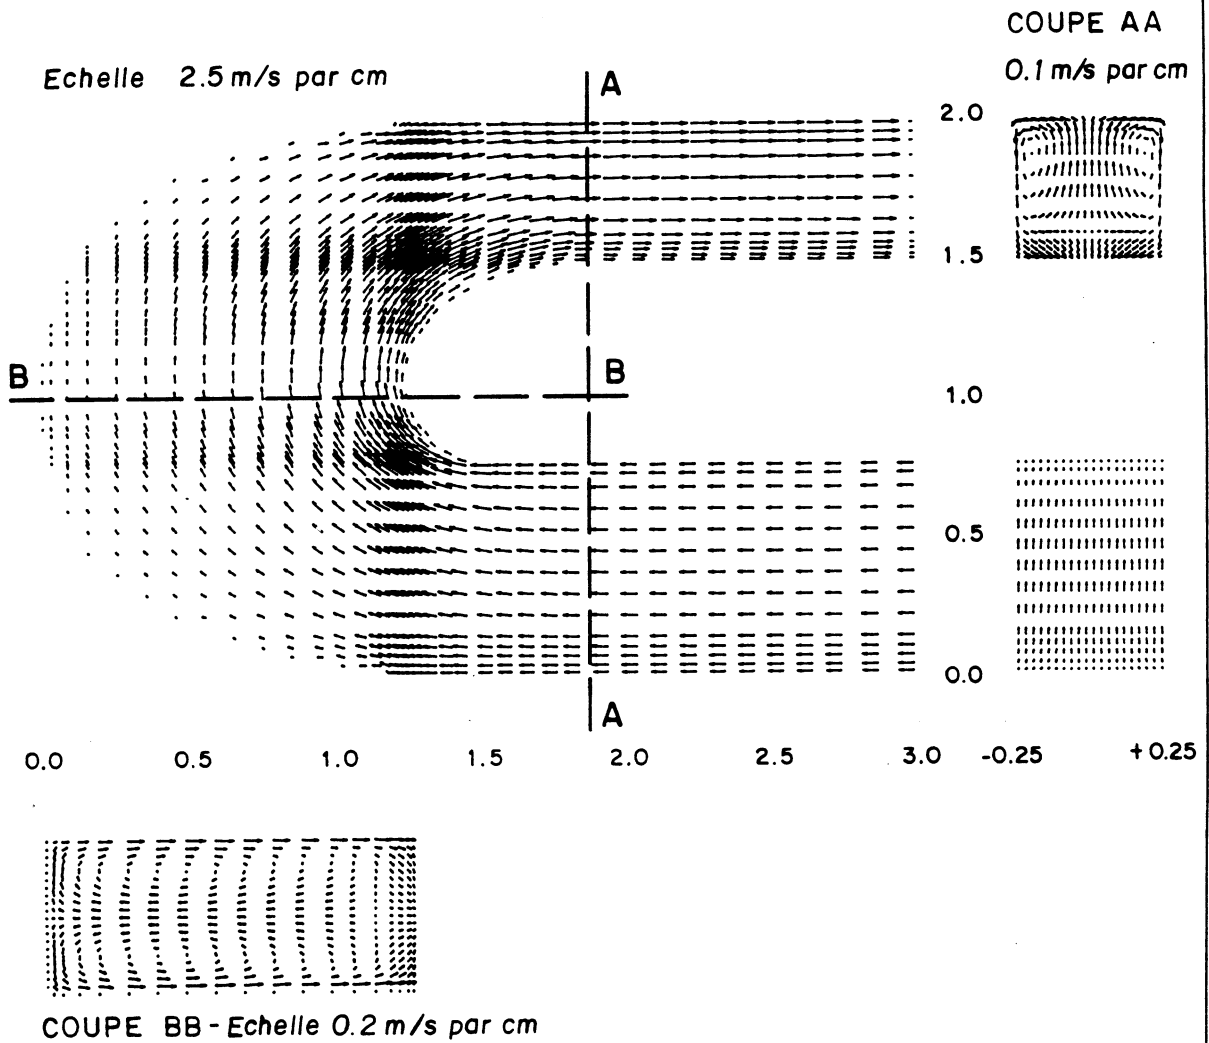 COUPE AA
0.1 m/s par cm
Echelle 2.5 m/s par cm
A
2.0
1.5
B
B
1.0
0.5
0.0
A
0.0 0.5 1.0 1.5 2.0 2.5 3.0 -0.25 +0.25
COUPE BB - Echelle 0.2 m/s par cm